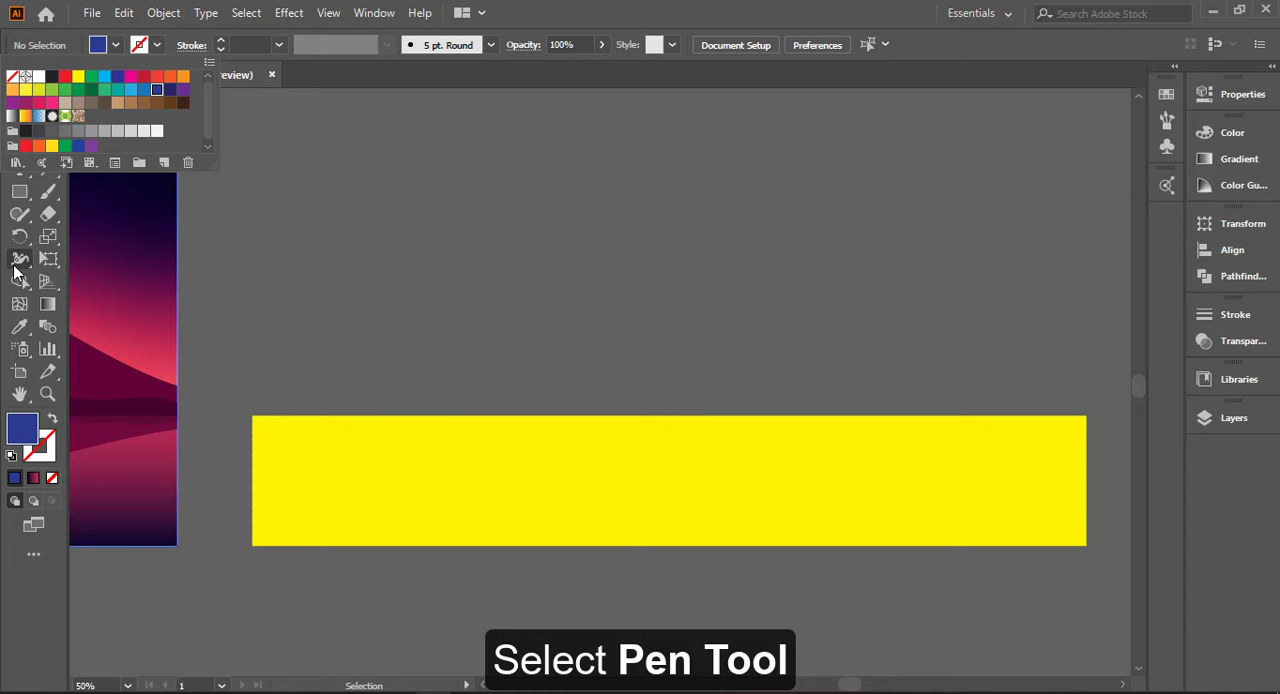 Ai File Edit Object Type Select Effect View Window Help Essentials Search Adobe Stock
No Selection Stroke: 5 pt. Round Opacity: 100% Style: Document Setup Preferences
review)
Properties
Color
Gradient
Color Gu...
Transform
Align
Pathfind...
Stroke
Transpar...
Libraries
Layers
Select Pen Tool
50% 1 Selection